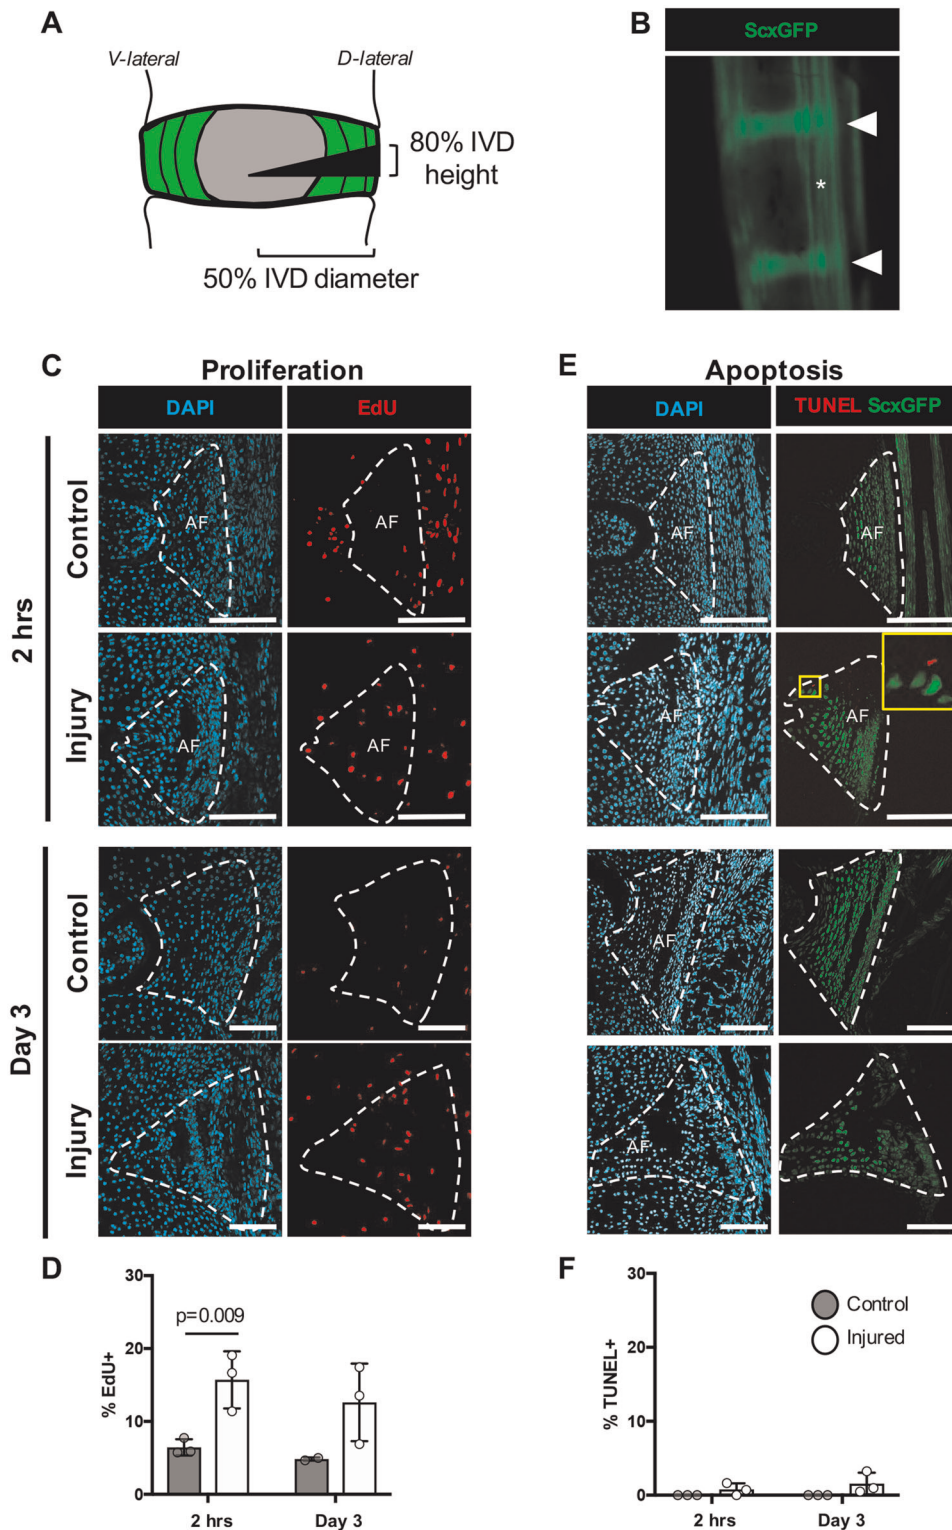 A
V-lateral
D-lateral
80% IVD
height
50% IVD diameter
B
ScxGFP
*
C
Proliferation
DAPI
EdU
E
Apoptosis
DAPI
TUNEL ScxGFP
2 hrs
Control
AF
AF
AF
AF
Injury
AF
AF
AF
Day 3
Control
AF
Injury
AF
D
30
20
10
0
% EdU+
p=0.009
2 hrs
Day 3
F
30
20
10
0
% TUNEL+
Control
Injured
2 hrs
Day 3